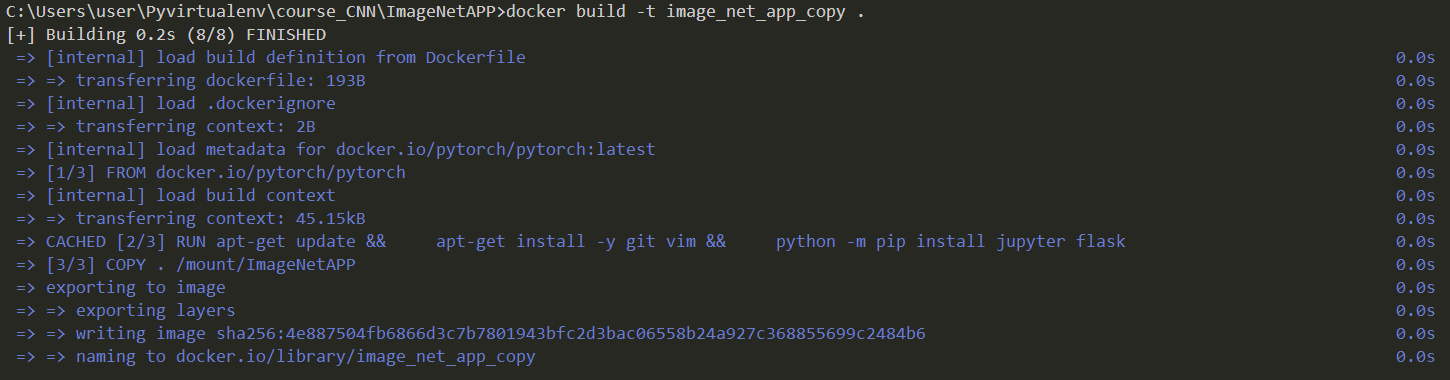 C:\Users\user\Pyvirtualenv\course_CNN\ImageNetAPP>docker build -t image_net_app_copy .
[+] Building 0.2s (8/8) FINISHED
=> [internal] load build definition from Dockerfile 0.0s
=> => transferring dockerfile: 193B 0.0s
=> [internal] load .dockerignore 0.0s
=> => transferring context: 2B 0.0s
=> [internal] load metadata for docker.io/pytorch/pytorch:latest 0.0s
=> [1/3] FROM docker.io/pytorch/pytorch 0.0s
=> [internal] load build context 0.0s
=> => transferring context: 45.15kB 0.0s
=> CACHED [2/3] RUN apt-get update &&     apt-get install -y git vim &&     python -m pip install jupyter flask 0.0s
=> [3/3] COPY . /mount/ImageNetAPP 0.0s
=> exporting to image 0.0s
=> => exporting layers 0.0s
=> => writing image sha256:4e887504fb6866d3c7b7801943bfc2d3bac06558b24a927c368855699c2484b6 0.0s
=> => naming to docker.io/library/image_net_app_copy 0.0s